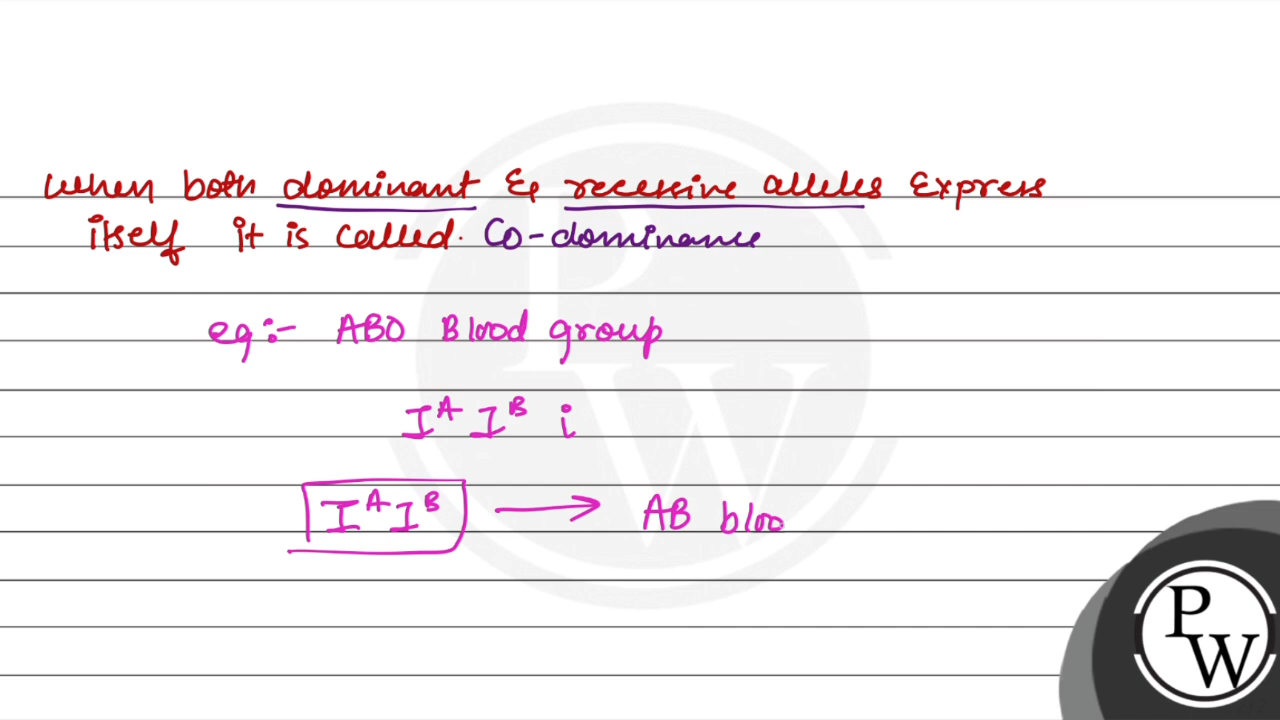 when both dominant & recessive alleles express
itself it is called. Co-dominance
eg:- ABO Blood group
I^A I^B i
I^A I^B → AB bloo
PW
PW